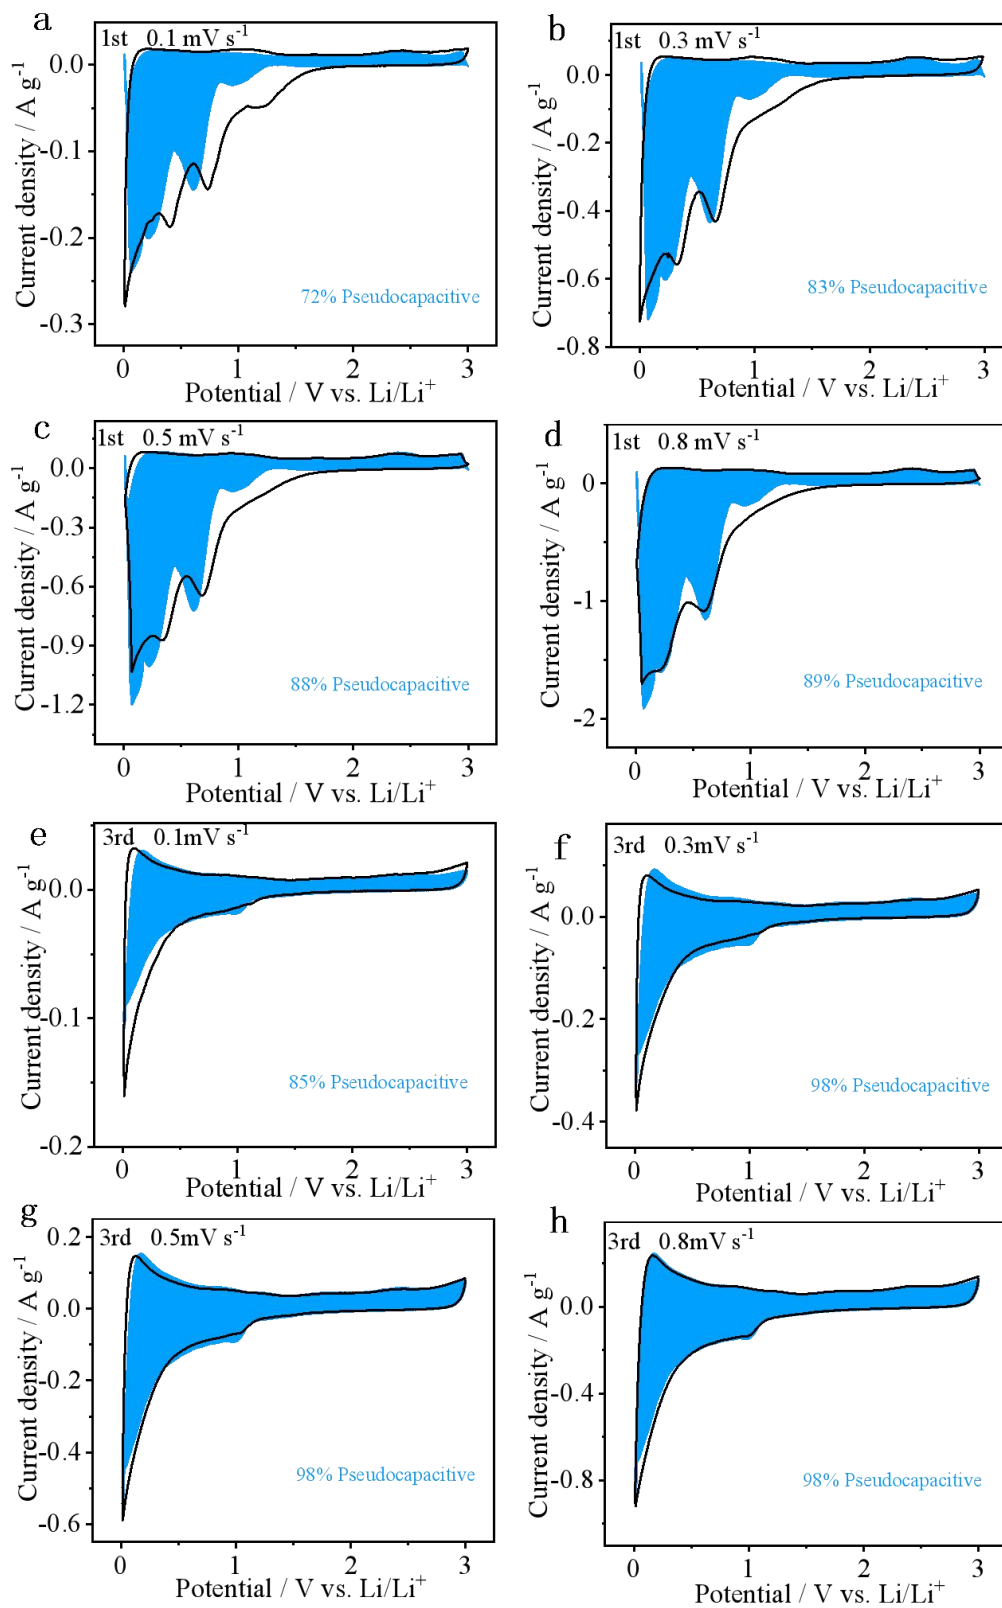 a
1st 0.1 mV s⁻¹
0.0
-0.1
-0.2
-0.3
Current density / A g⁻¹
72% Pseudocapacitive
0 1 2 3
Potential / V vs. Li/Li⁺
b
1st 0.3 mV s⁻¹
0.0
-0.2
-0.4
-0.6
-0.8
Current density / A g⁻¹
83% Pseudocapacitive
0 1 2 3
Potential / V vs. Li/Li⁺
c
1st 0.5 mV s⁻¹
0.0
-0.3
-0.6
-0.9
-1.2
Current density / A g⁻¹
88% Pseudocapacitive
0 1 2 3
Potential / V vs. Li/Li⁺
d
1st 0.8 mV s⁻¹
0
-1
-2
Current density / A g⁻¹
89% Pseudocapacitive
0 1 2 3
Potential / V vs. Li/Li⁺
e
3rd 0.1mV s⁻¹
0.0
-0.1
-0.2
Current density / A g⁻¹
85% Pseudocapacitive
0 1 2 3
Potential / V vs. Li/Li⁺
f
3rd 0.3mV s⁻¹
0.0
-0.2
-0.4
Current density / A g⁻¹
98% Pseudocapacitive
0 1 2 3
Potential / V vs. Li/Li⁺
g
3rd 0.5mV s⁻¹
0.2
0.0
-0.2
-0.4
-0.6
Current density / A g⁻¹
98% Pseudocapacitive
0 1 2 3
Potential / V vs. Li/Li⁺
h
3rd 0.8mV s⁻¹
0.0
-0.4
-0.8
Current density / A g⁻¹
98% Pseudocapacitive
0 1 2 3
Potential / V vs. Li/Li⁺